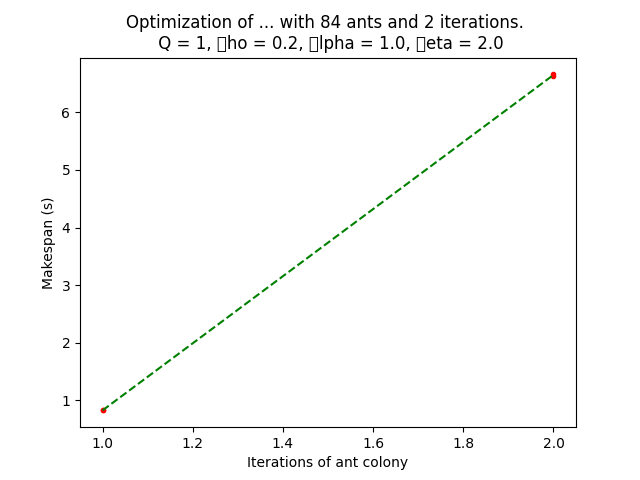 Optimization of ... with 84 ants and 2 iterations.
Q = 1, ▯ho = 0.2, ▯lpha = 1.0, ▯eta = 2.0
6
5
4
3
2
1
Makespan (s)
1.0 1.2 1.4 1.6 1.8 2.0
Iterations of ant colony